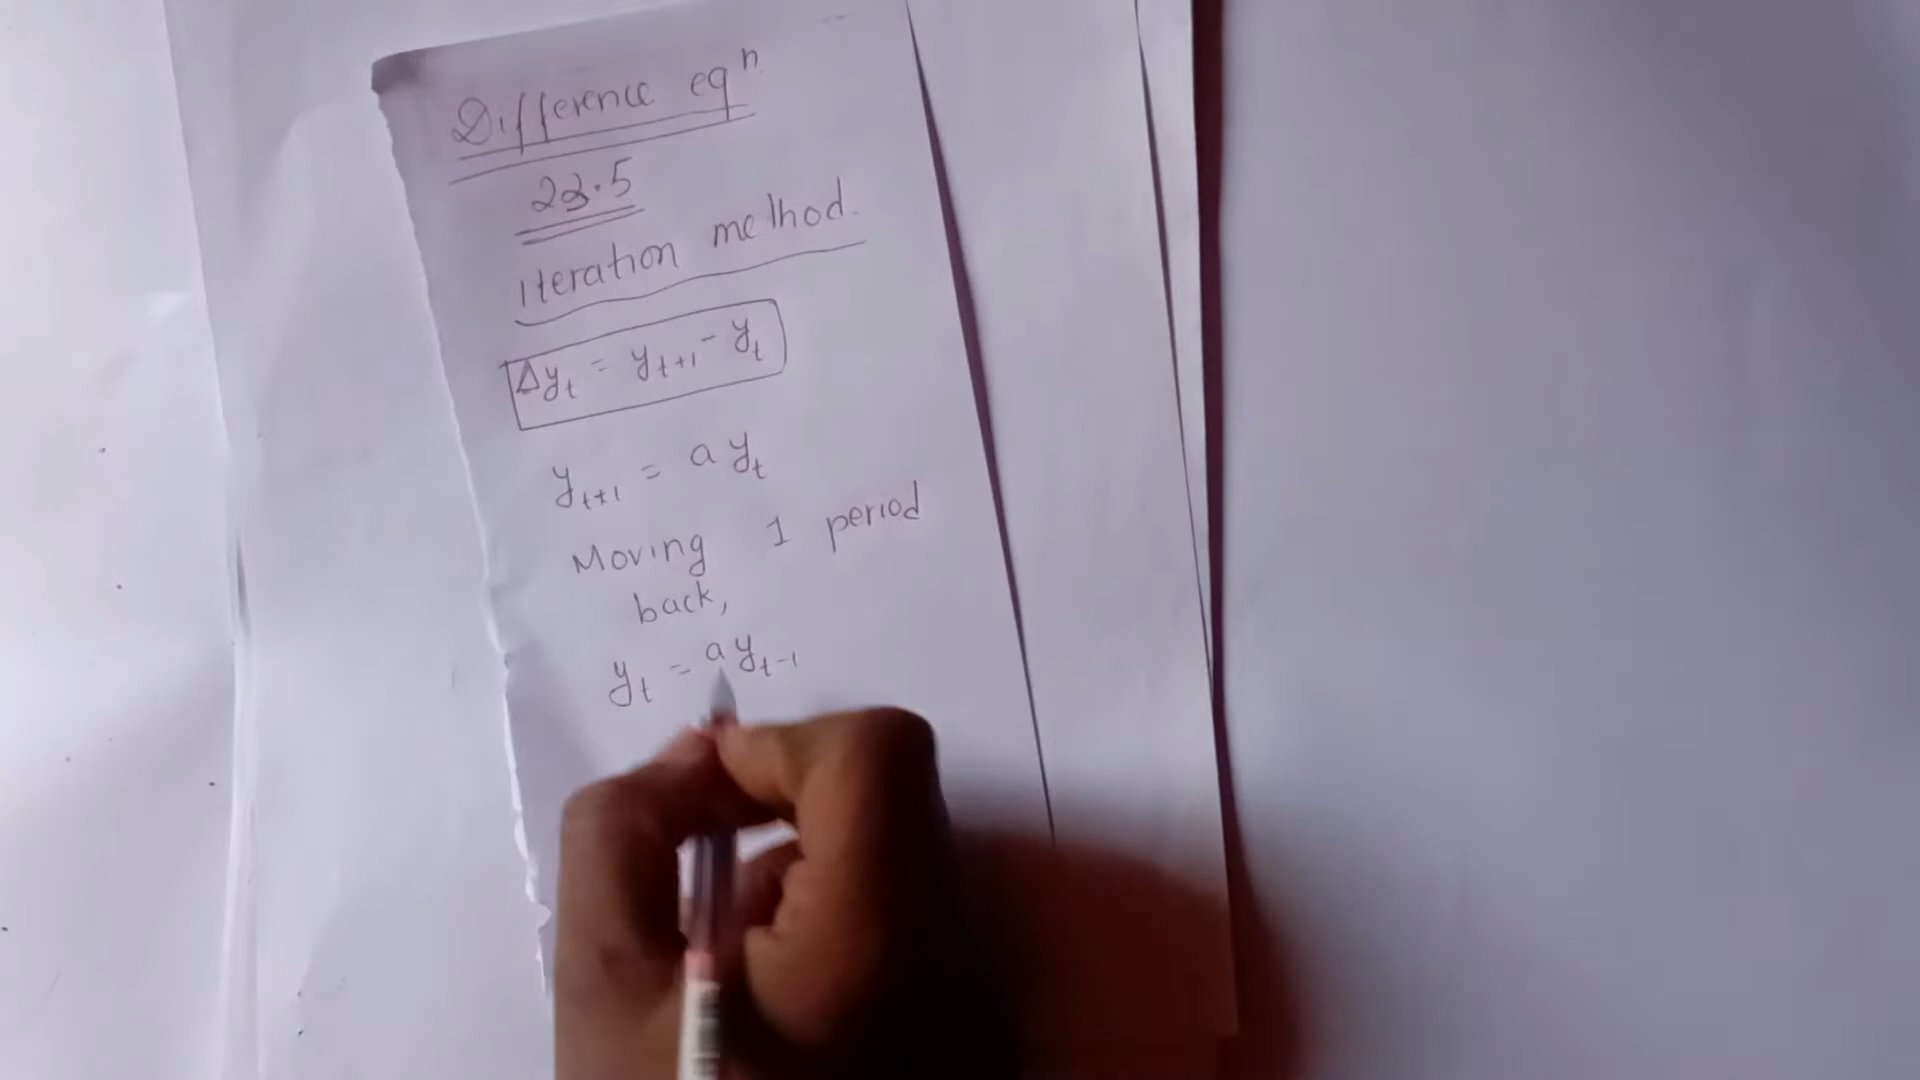 Difference eqⁿ
22.5
iteration method.
Δyₜ = yₜ₊₁ - yₜ
yₜ₊₁ = a yₜ
Moving 1 period
back,
yₜ = a yₜ₋₁